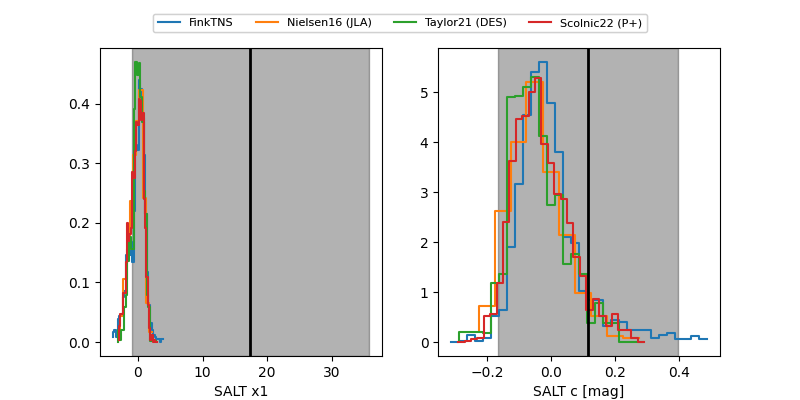 FinkTNS Nielsen16 (JLA) Taylor21 (DES) Scolnic22 (P+)
0.4
0.3
0.2
0.1
0.0
0 10 20 30
SALT x1
5
4
3
2
1
0
−0.2 0.0 0.2 0.4
SALT c [mag]